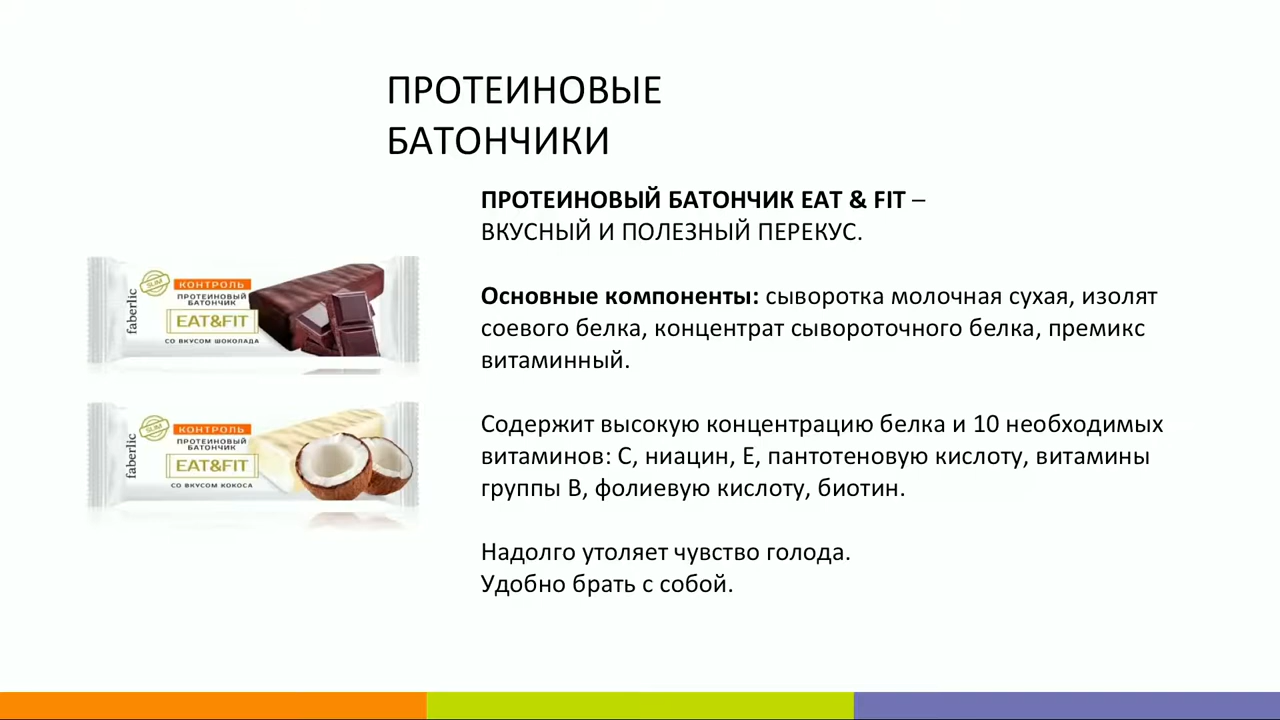 ПРОТЕИНОВЫЕ
БАТОНЧИКИ
ПРОТЕИНОВЫЙ БАТОНЧИК EAT & FIT –
ВКУСНЫЙ И ПОЛЕЗНЫЙ ПЕРЕКУС.
Основные компоненты: сыворотка молочная сухая, изолят
соевого белка, концентрат сывороточного белка, премикс
витаминный.
Содержит высокую концентрацию белка и 10 необходимых
витаминов: С, ниацин, Е, пантотеновую кислоту, витамины
группы В, фолиевую кислоту, биотин.
Надолго утоляет чувство голода.
Удобно брать с собой.
faberlic
SLIM
КОНТРОЛЬ
ПРОТЕИНОВЫЙ
БАТОНЧИК
EAT&FIT
СО ВКУСОМ ШОКОЛАДА
faberlic
SLIM
КОНТРОЛЬ
ПРОТЕИНОВЫЙ
БАТОНЧИК
EAT&FIT
СО ВКУСОМ КОКОСА